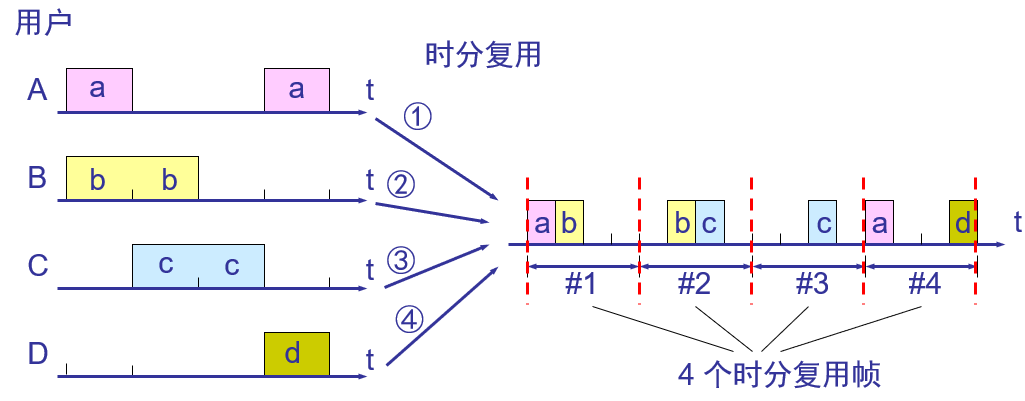 用户
时分复用
A a a t
①
B b b t
②
a b b c c a d t
C c c t
③
#1 #2 #3 #4
④
D d t
4 个时分复用帧